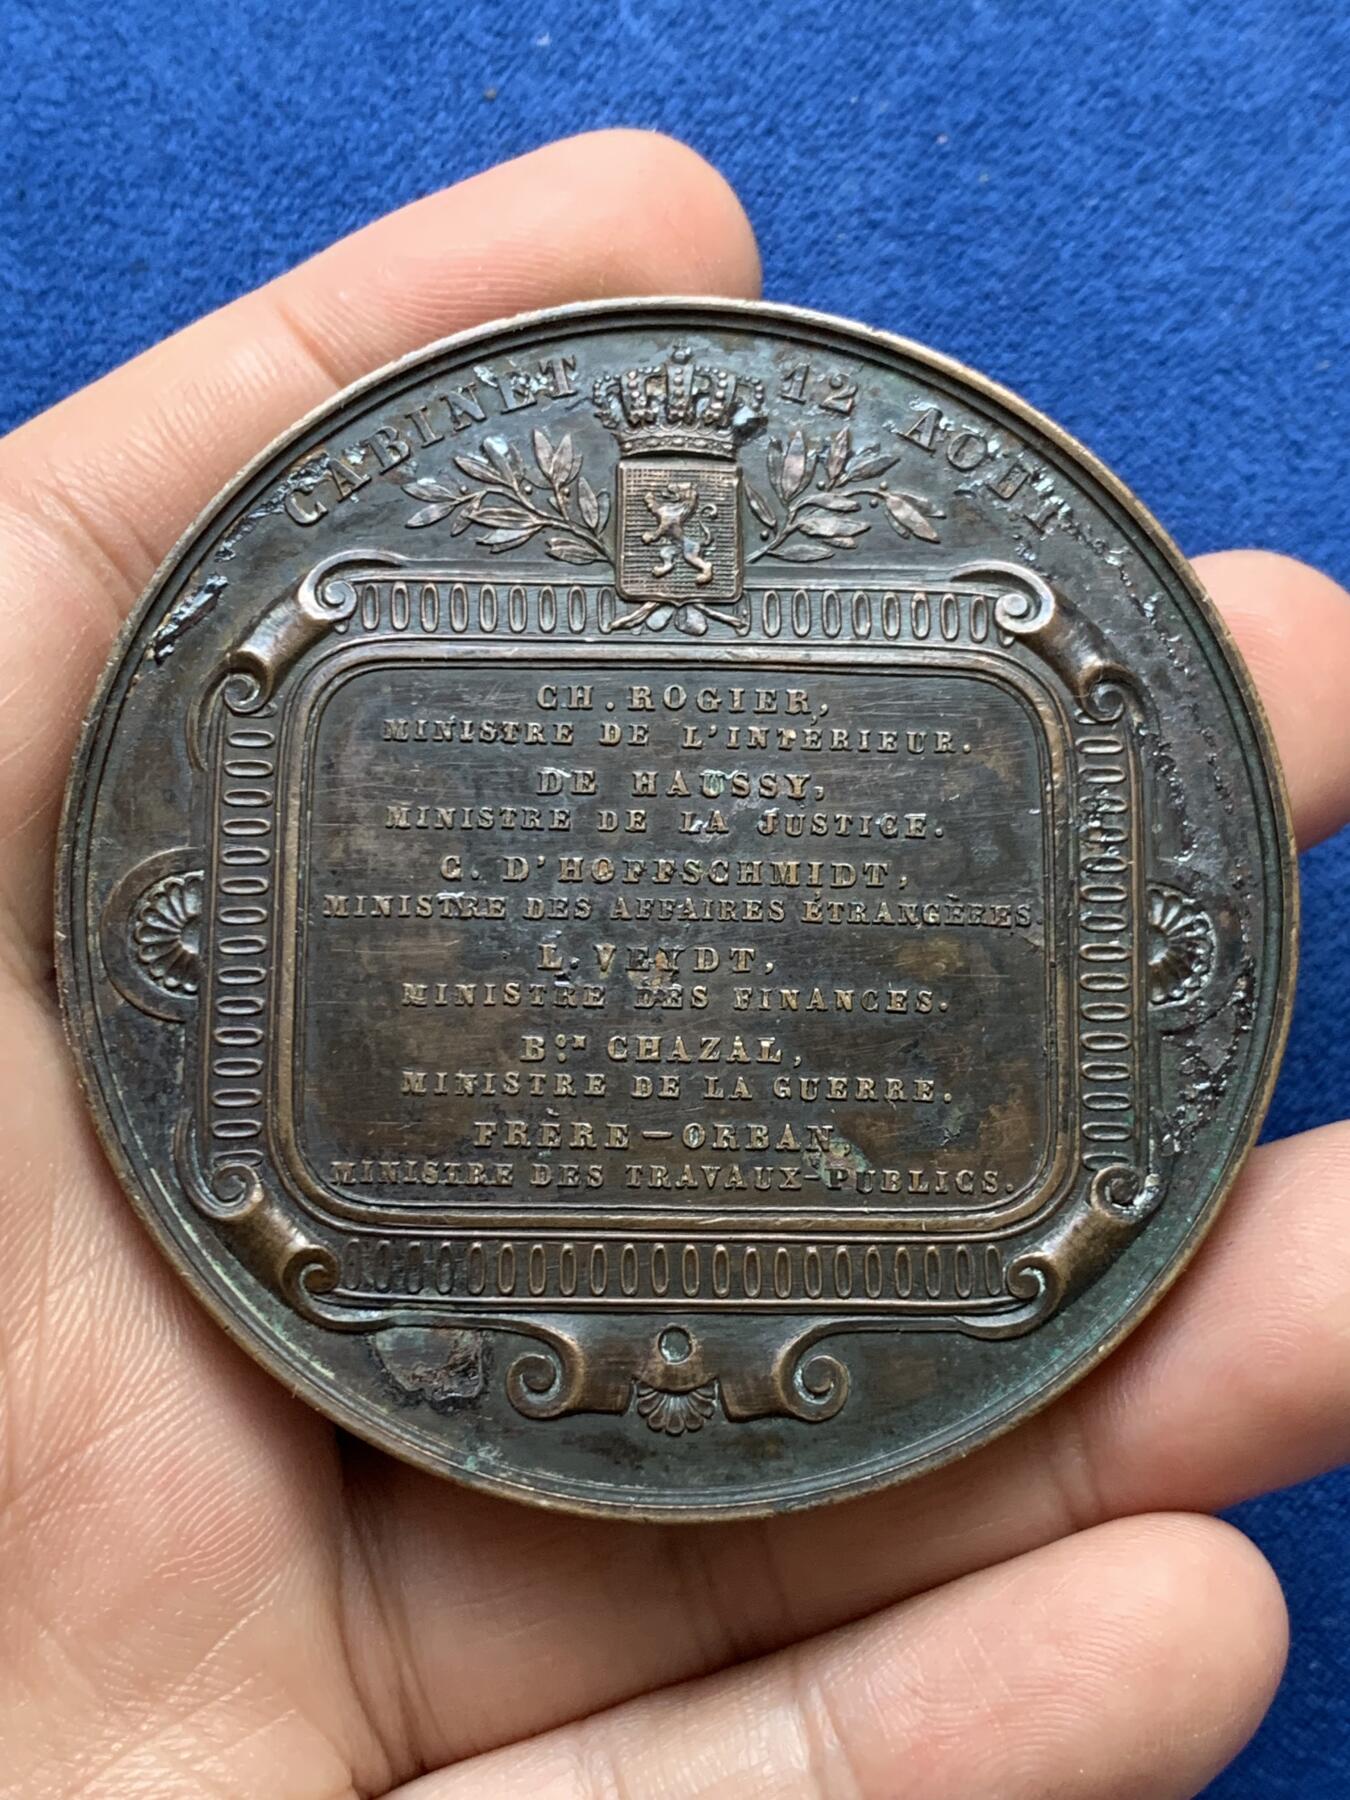 CABINET 12 AOUT
CH. ROGIER,
MINISTRE DE L'INTÉRIEUR.
DE HAUSSY,
MINISTRE DE LA JUSTICE.
C. D'HOFFSCHMIDT,
MINISTRE DES AFFAIRES ÉTRANGÈRES.
L. VEYDT,
MINISTRE DES FINANCES.
B.ON CHAZAL,
MINISTRE DE LA GUERRE.
FRÈRE-ORBAN,
MINISTRE DES TRAVAUX-PUBLICS.